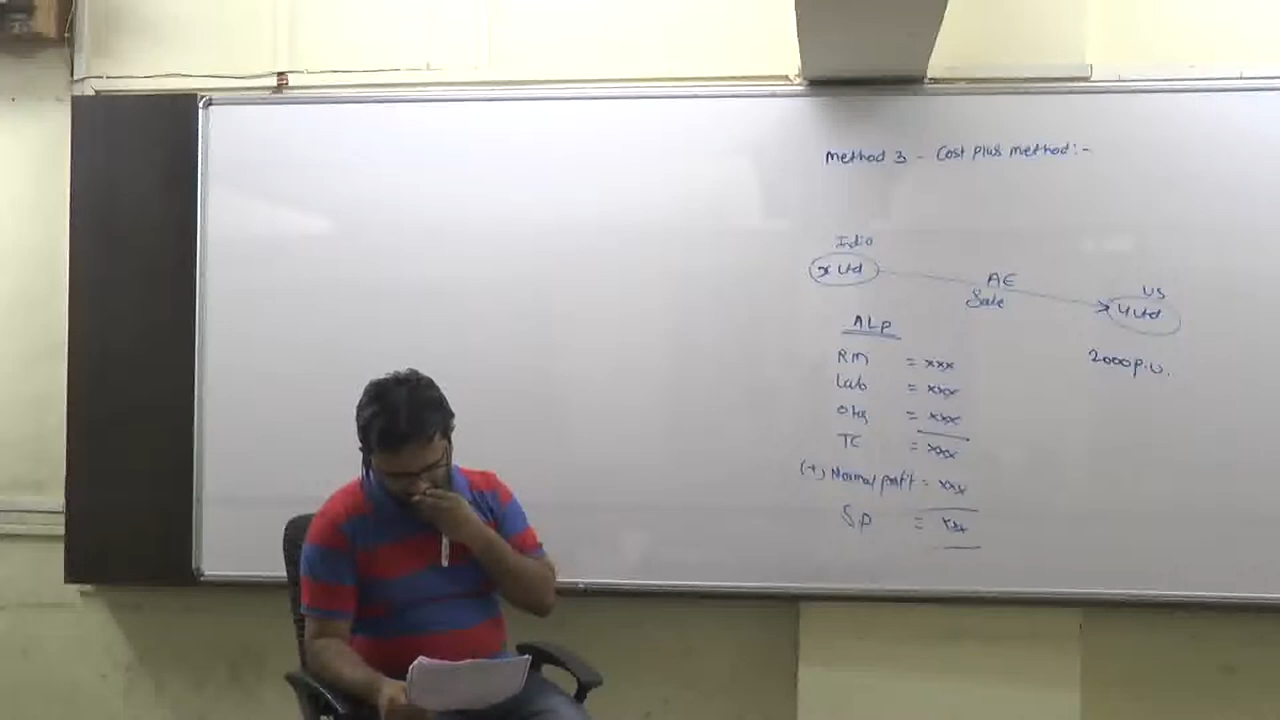 Method 3 - Cost plus method:-
India
X Ltd
AE
Sale
US
Y Ltd
ALP
2000 p.u.
RM = xxx
Lab = xxx
OHs = xxx
TC = xxx
(+) Normal profit = xxx
S.P = xxx